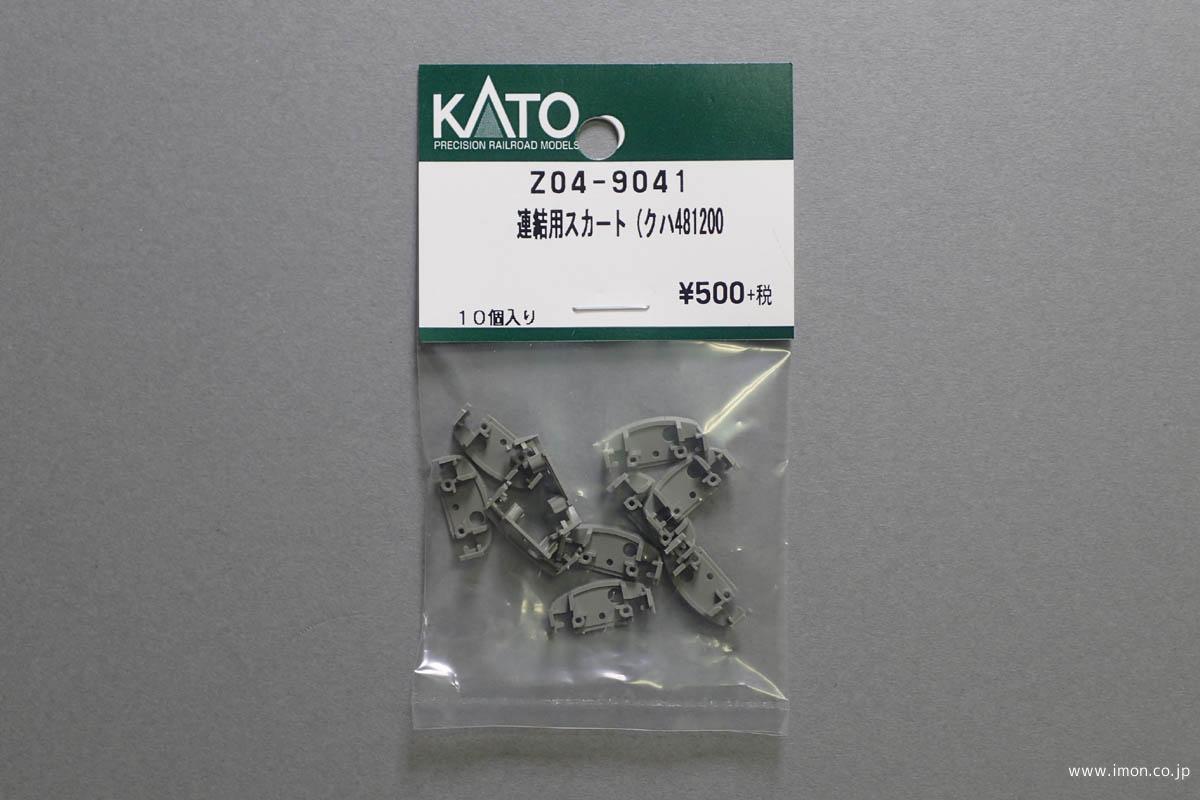 KATO
PRECISION RAILROAD MODELS
Z04-9041
連結用スカート (クハ481200
¥500+税
10個入り
www.imon.co.jp